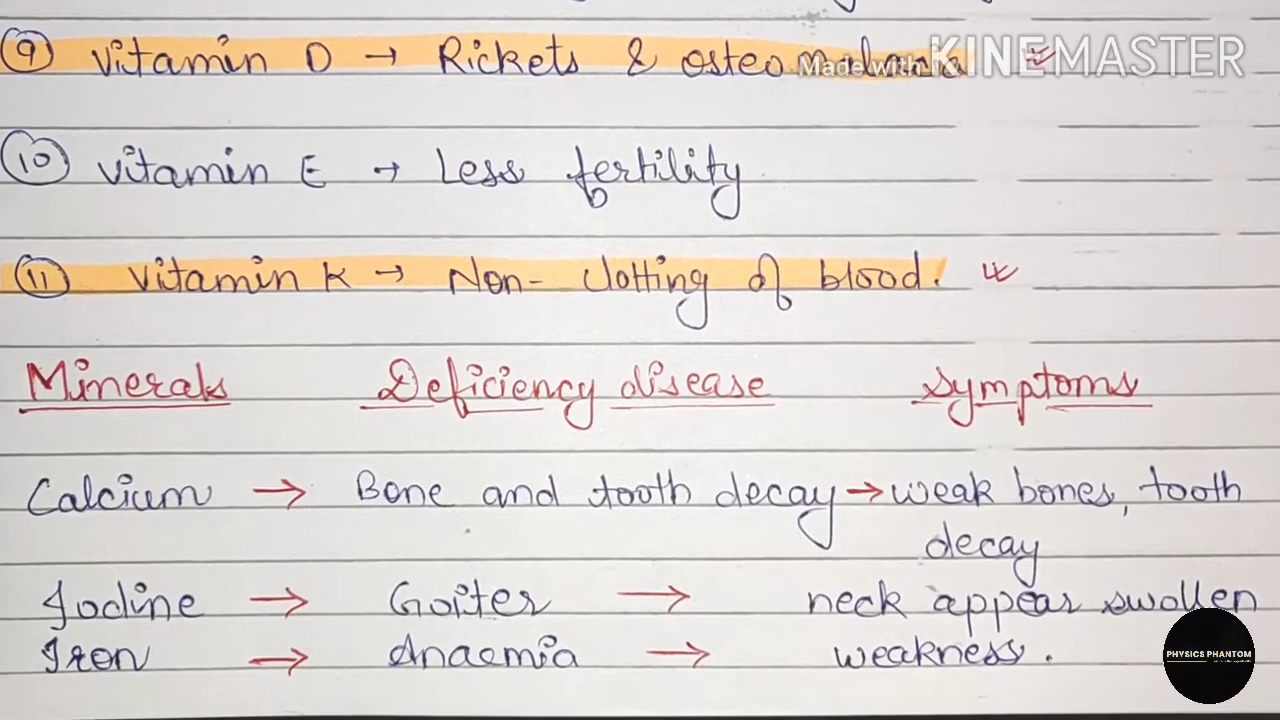 9 Vitamin D → Rickets & osteo
Made with KINEMASTER
10 Vitamin E → Less fertility
11 Vitamin K → Non-clotting of blood.
Minerals Deficiency disease Symptoms
Calcium → Bone and tooth decay → weak bones, tooth
decay
Iodine → Goiter → neck appear swollen
Iron → Anaemia → weakness.
PHYSICS PHANTOM